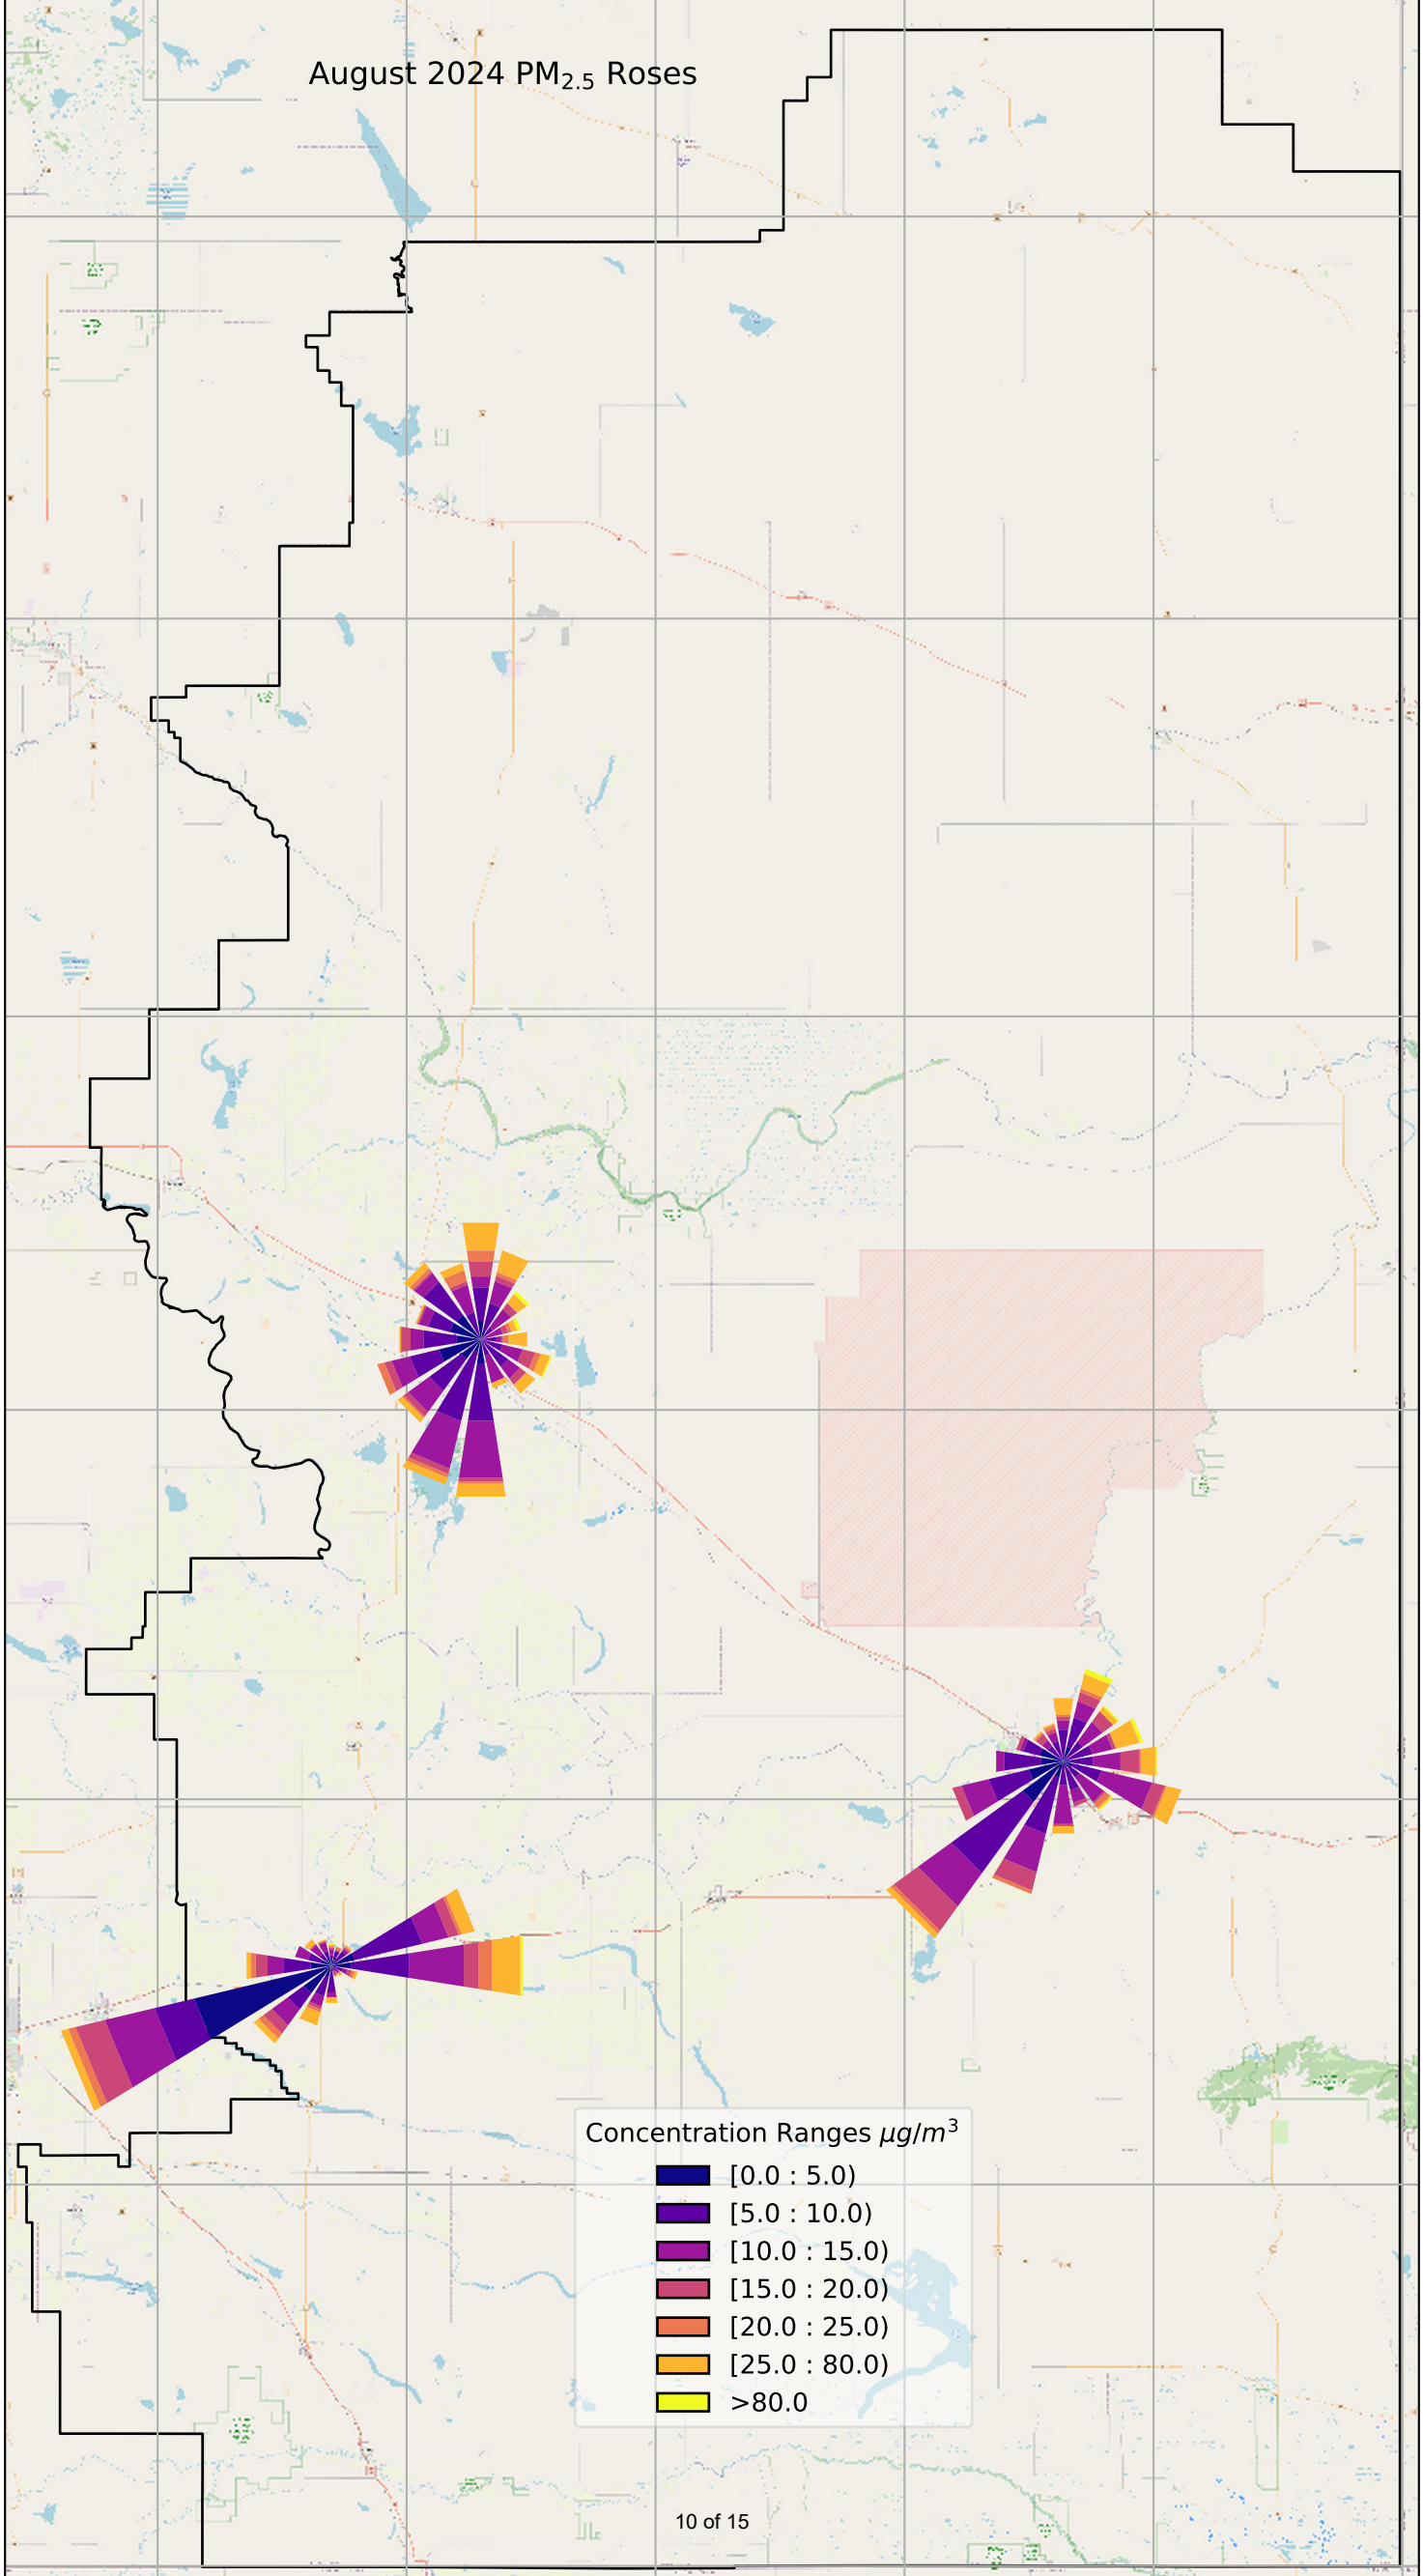 August 2024 PM₂.₅ Roses
Concentration Ranges μg/m³
[0.0 : 5.0)
[5.0 : 10.0)
[10.0 : 15.0)
[15.0 : 20.0)
[20.0 : 25.0)
[25.0 : 80.0)
>80.0
10 of 15